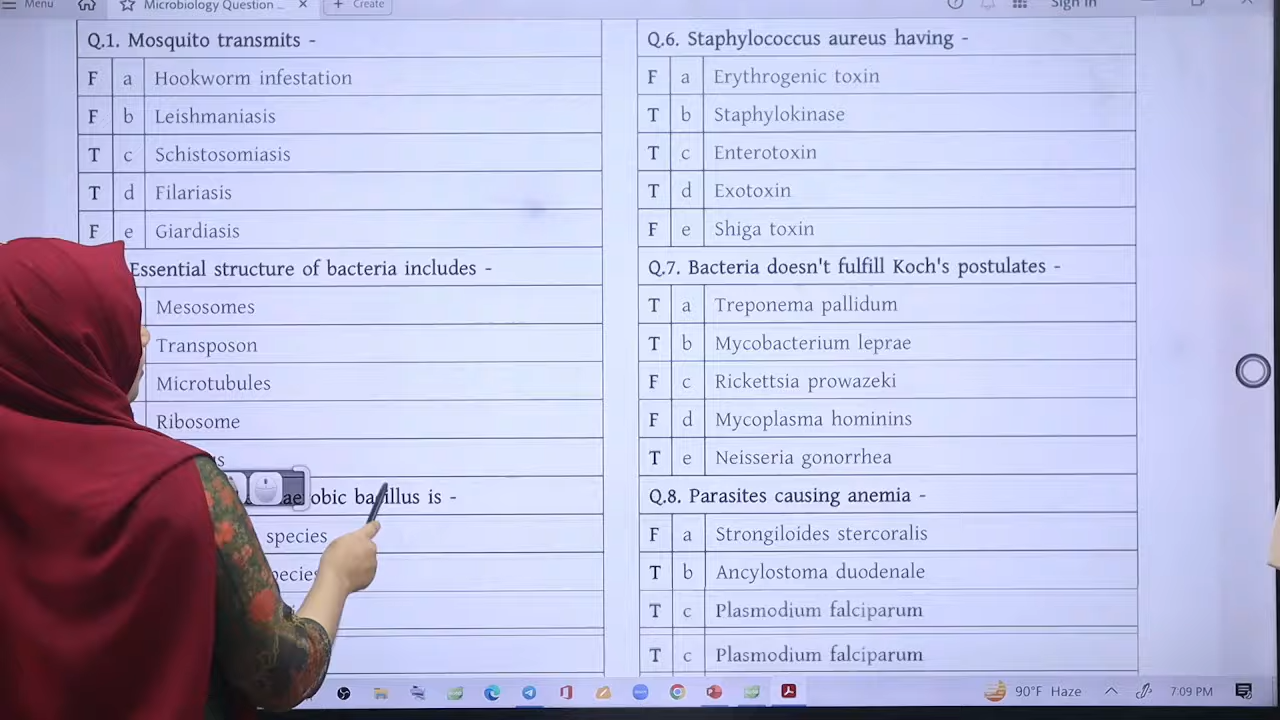 Menu
Microbiology Question ...
Create
Sign in
Q.1. Mosquito transmits -
F a Hookworm infestation
F b Leishmaniasis
T c Schistosomiasis
T d Filariasis
F e Giardiasis
Essential structure of bacteria includes -
Mesosomes
Transposon
Microtubules
Ribosome
obic bacillus is -
species
Q.6. Staphylococcus aureus having -
F a Erythrogenic toxin
T b Staphylokinase
T c Enterotoxin
T d Exotoxin
F e Shiga toxin
Q.7. Bacteria doesn't fulfill Koch's postulates -
T a Treponema pallidum
T b Mycobacterium leprae
F c Rickettsia prowazeki
F d Mycoplasma hominins
T e Neisseria gonorrhea
Q.8. Parasites causing anemia -
F a Strongiloides stercoralis
T b Ancylostoma duodenale
T c Plasmodium falciparum
T c Plasmodium falciparum
90°F Haze
7:09 PM